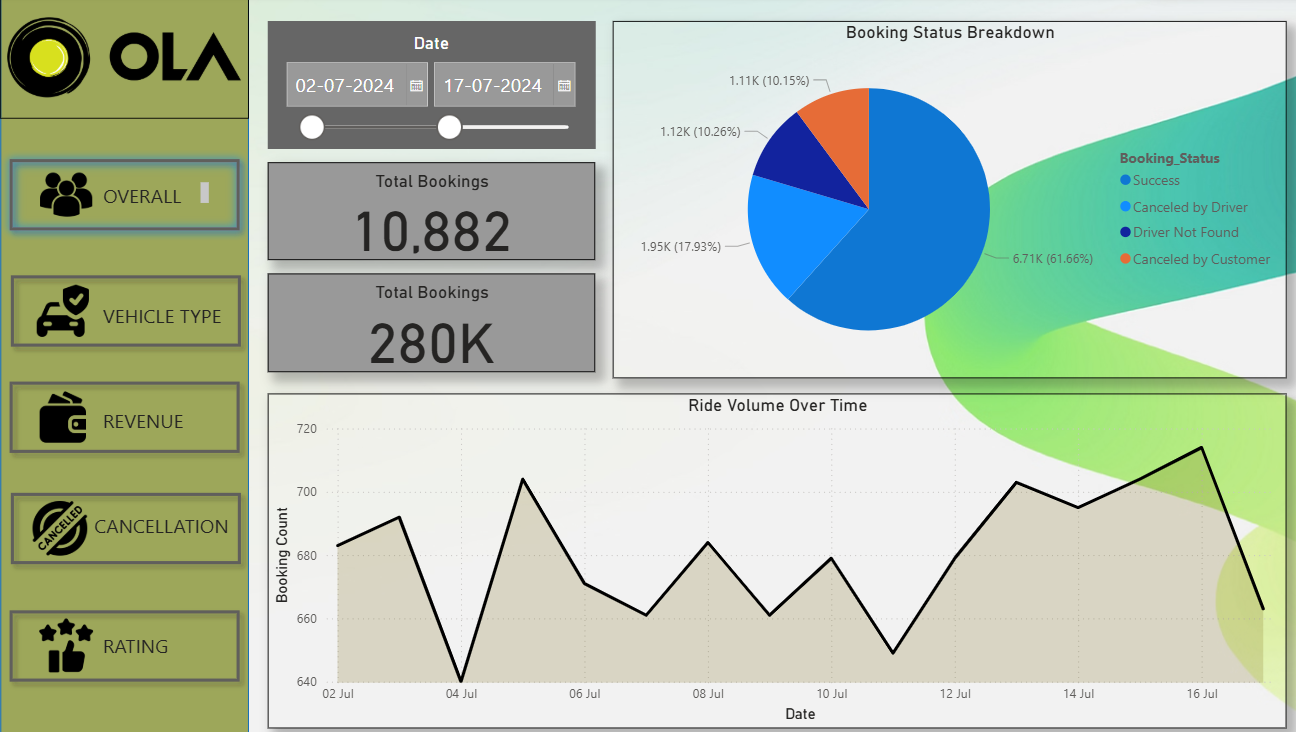 OLA
OVERALL
VEHICLE TYPE
REVENUE
CANCELLED
CANCELLATION
RATING
Date
02-07-2024
17-07-2024
Total Bookings
10,882
Total Bookings
280K
Booking Status Breakdown
1.11K (10.15%)
1.12K (10.26%)
1.95K (17.93%)
6.71K (61.66%)
Booking_Status
Success
Canceled by Driver
Driver Not Found
Canceled by Customer
Ride Volume Over Time
Booking Count
720
700
680
660
640
02 Jul 04 Jul 06 Jul 08 Jul 10 Jul 12 Jul 14 Jul 16 Jul
Date